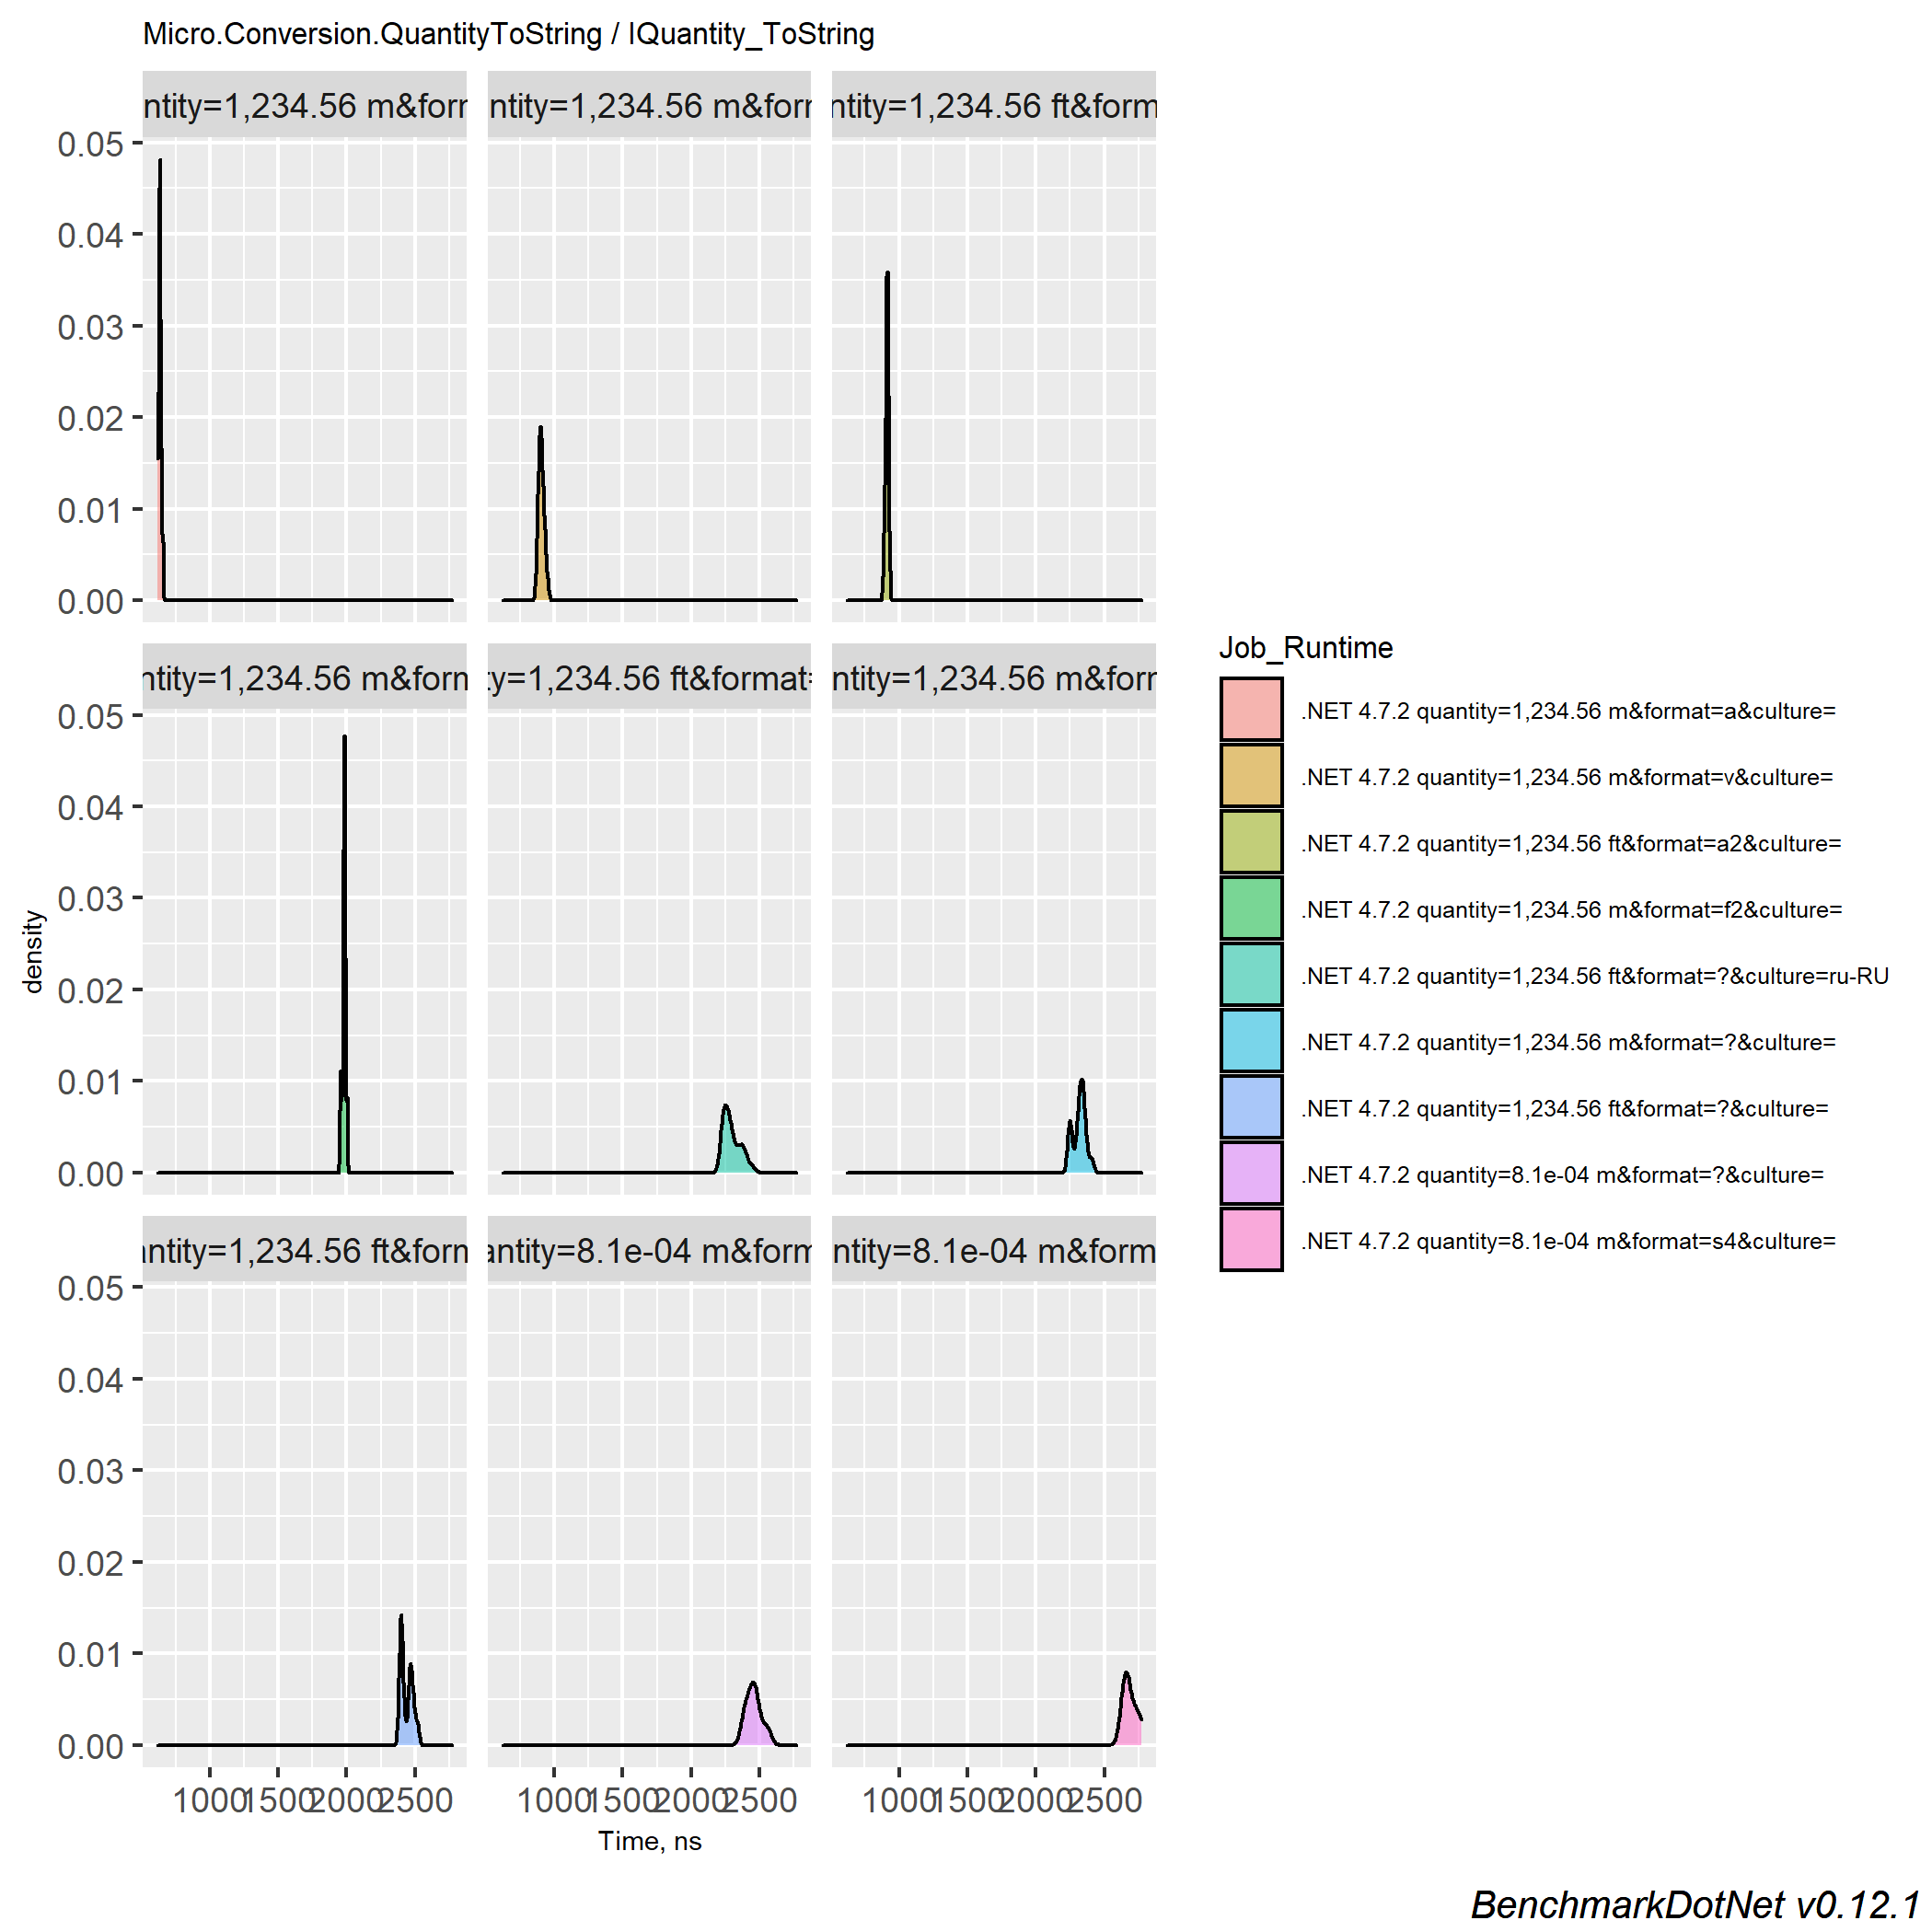 Micro.Conversion.QuantityToString / IQuantity_ToString
ntity=1,234.56 m&form
ntity=1,234.56 m&form
ntity=1,234.56 ft&form
0.05
0.04
0.03
0.02
0.01
0.00
ntity=1,234.56 m&form
ty=1,234.56 ft&format=
ntity=1,234.56 m&form
0.05
0.04
0.03
0.02
0.01
0.00
antity=1,234.56 ft&form
antity=8.1e-04 m&form
ntity=8.1e-04 m&form
0.05
0.04
0.03
0.02
0.01
0.00
1000 1500 2000 2500
1000 1500 2000 2500
1000 1500 2000 2500
Time, ns
density
Job_Runtime
.NET 4.7.2 quantity=1,234.56 m&format=a&culture=
.NET 4.7.2 quantity=1,234.56 m&format=v&culture=
.NET 4.7.2 quantity=1,234.56 ft&format=a2&culture=
.NET 4.7.2 quantity=1,234.56 m&format=f2&culture=
.NET 4.7.2 quantity=1,234.56 ft&format=?&culture=ru-RU
.NET 4.7.2 quantity=1,234.56 m&format=?&culture=
.NET 4.7.2 quantity=1,234.56 ft&format=?&culture=
.NET 4.7.2 quantity=8.1e-04 m&format=?&culture=
.NET 4.7.2 quantity=8.1e-04 m&format=s4&culture=
BenchmarkDotNet v0.12.1